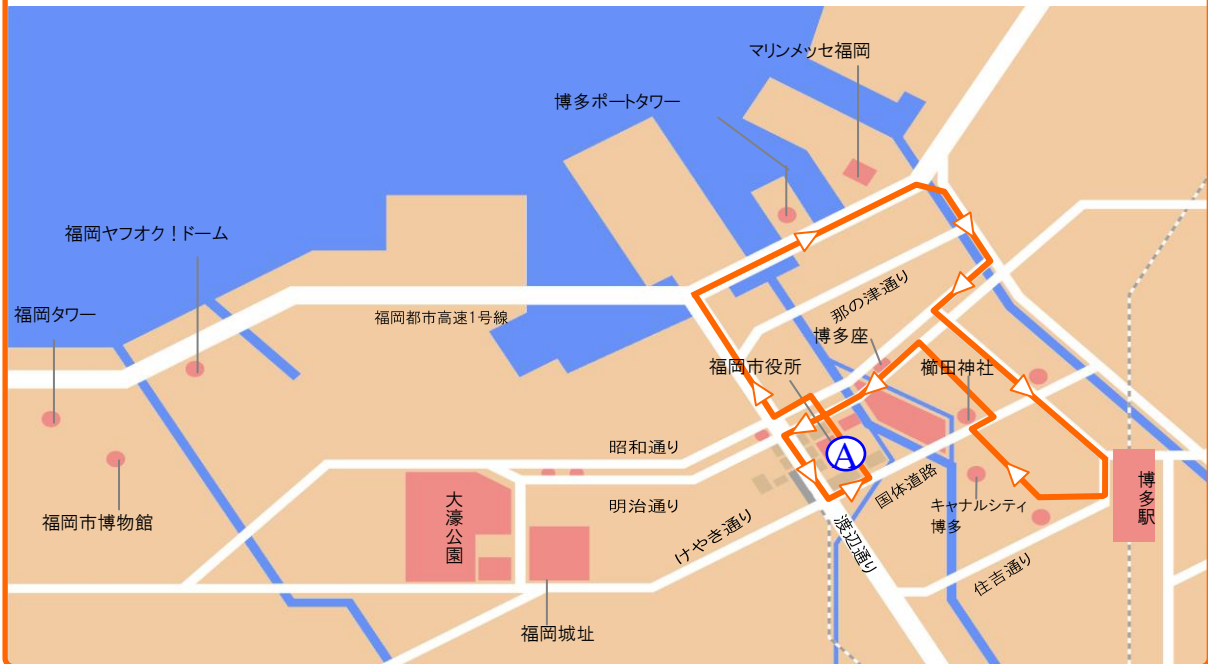 マリンメッセ福岡
博多ポートタワー
福岡ヤフオク！ドーム
福岡タワー
福岡都市高速1号線
那の津通り
博多座
福岡市役所
櫛田神社
昭和通り
A
国体道路
明治通り
大濠公園
キャナルシティ
博多
博多駅
福岡市博物館
けやき通り
渡辺通り
住吉通り
福岡城址